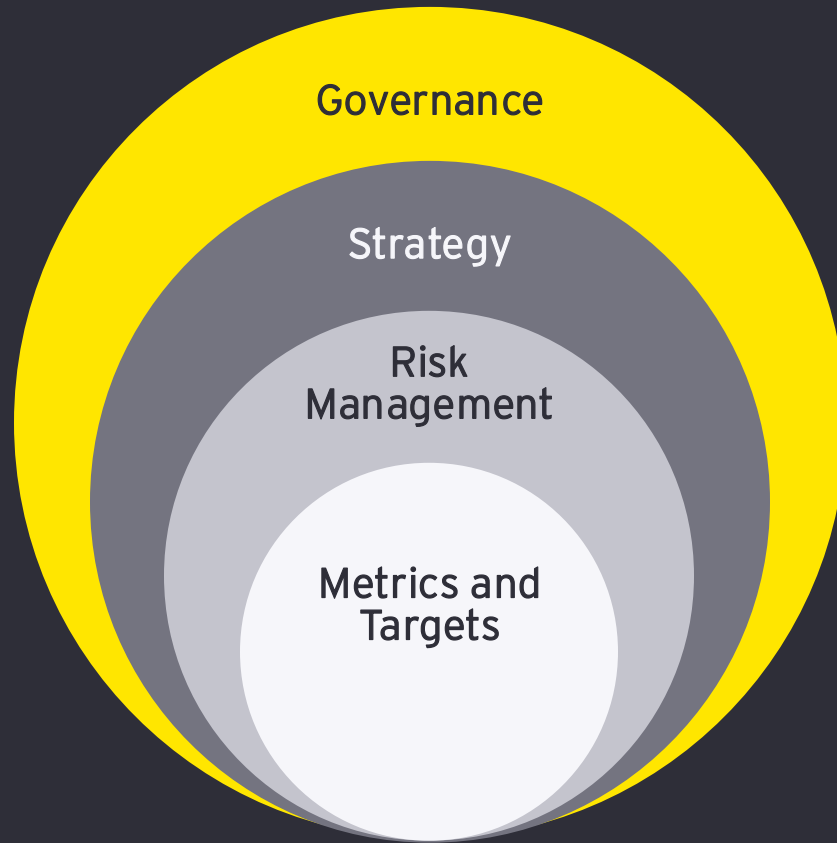 Governance
Strategy
Risk
Management
Metrics and
Targets